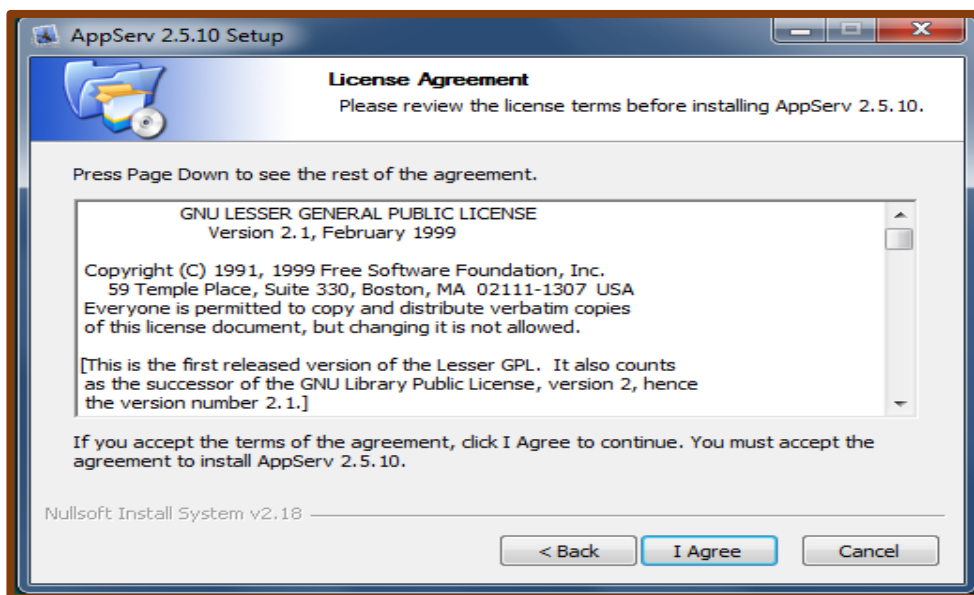 AppServ 2.5.10 Setup
License Agreement
Please review the license terms before installing AppServ 2.5.10.
Press Page Down to see the rest of the agreement.
GNU LESSER GENERAL PUBLIC LICENSE
Version 2.1, February 1999
Copyright (C) 1991, 1999 Free Software Foundation, Inc.
59 Temple Place, Suite 330, Boston, MA 02111-1307 USA
Everyone is permitted to copy and distribute verbatim copies
of this license document, but changing it is not allowed.
[This is the first released version of the Lesser GPL. It also counts
as the successor of the GNU Library Public License, version 2, hence
the version number 2.1.]
If you accept the terms of the agreement, click I Agree to continue. You must accept the
agreement to install AppServ 2.5.10.
Nullsoft Install System v2.18
< Back I Agree Cancel